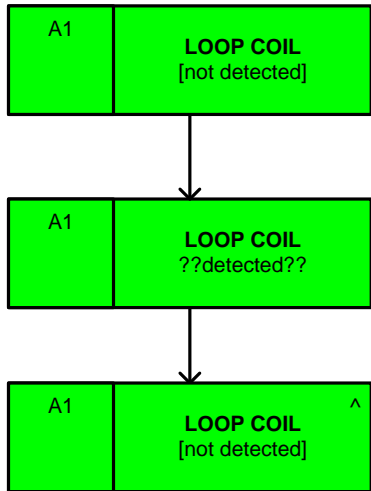 A1
LOOP COIL
[not detected]
A1
LOOP COIL
??detected??
A1
^
LOOP COIL
[not detected]